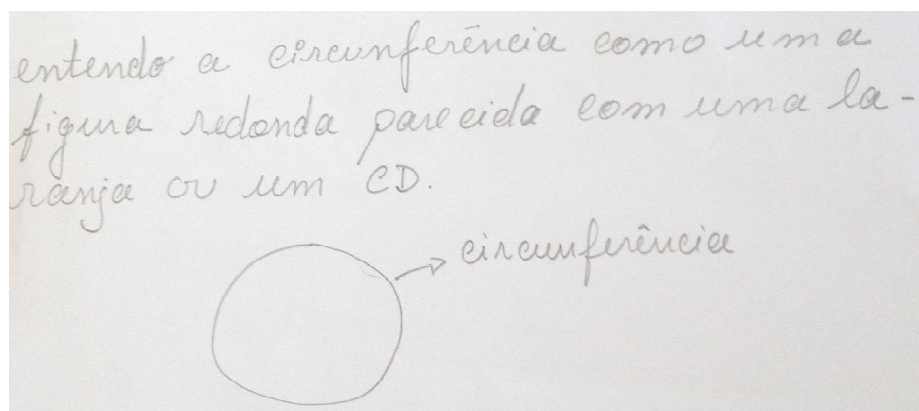 entendo a circunferência como uma
figura redonda parecida com uma la-
ranja ou um CD.
circunferência